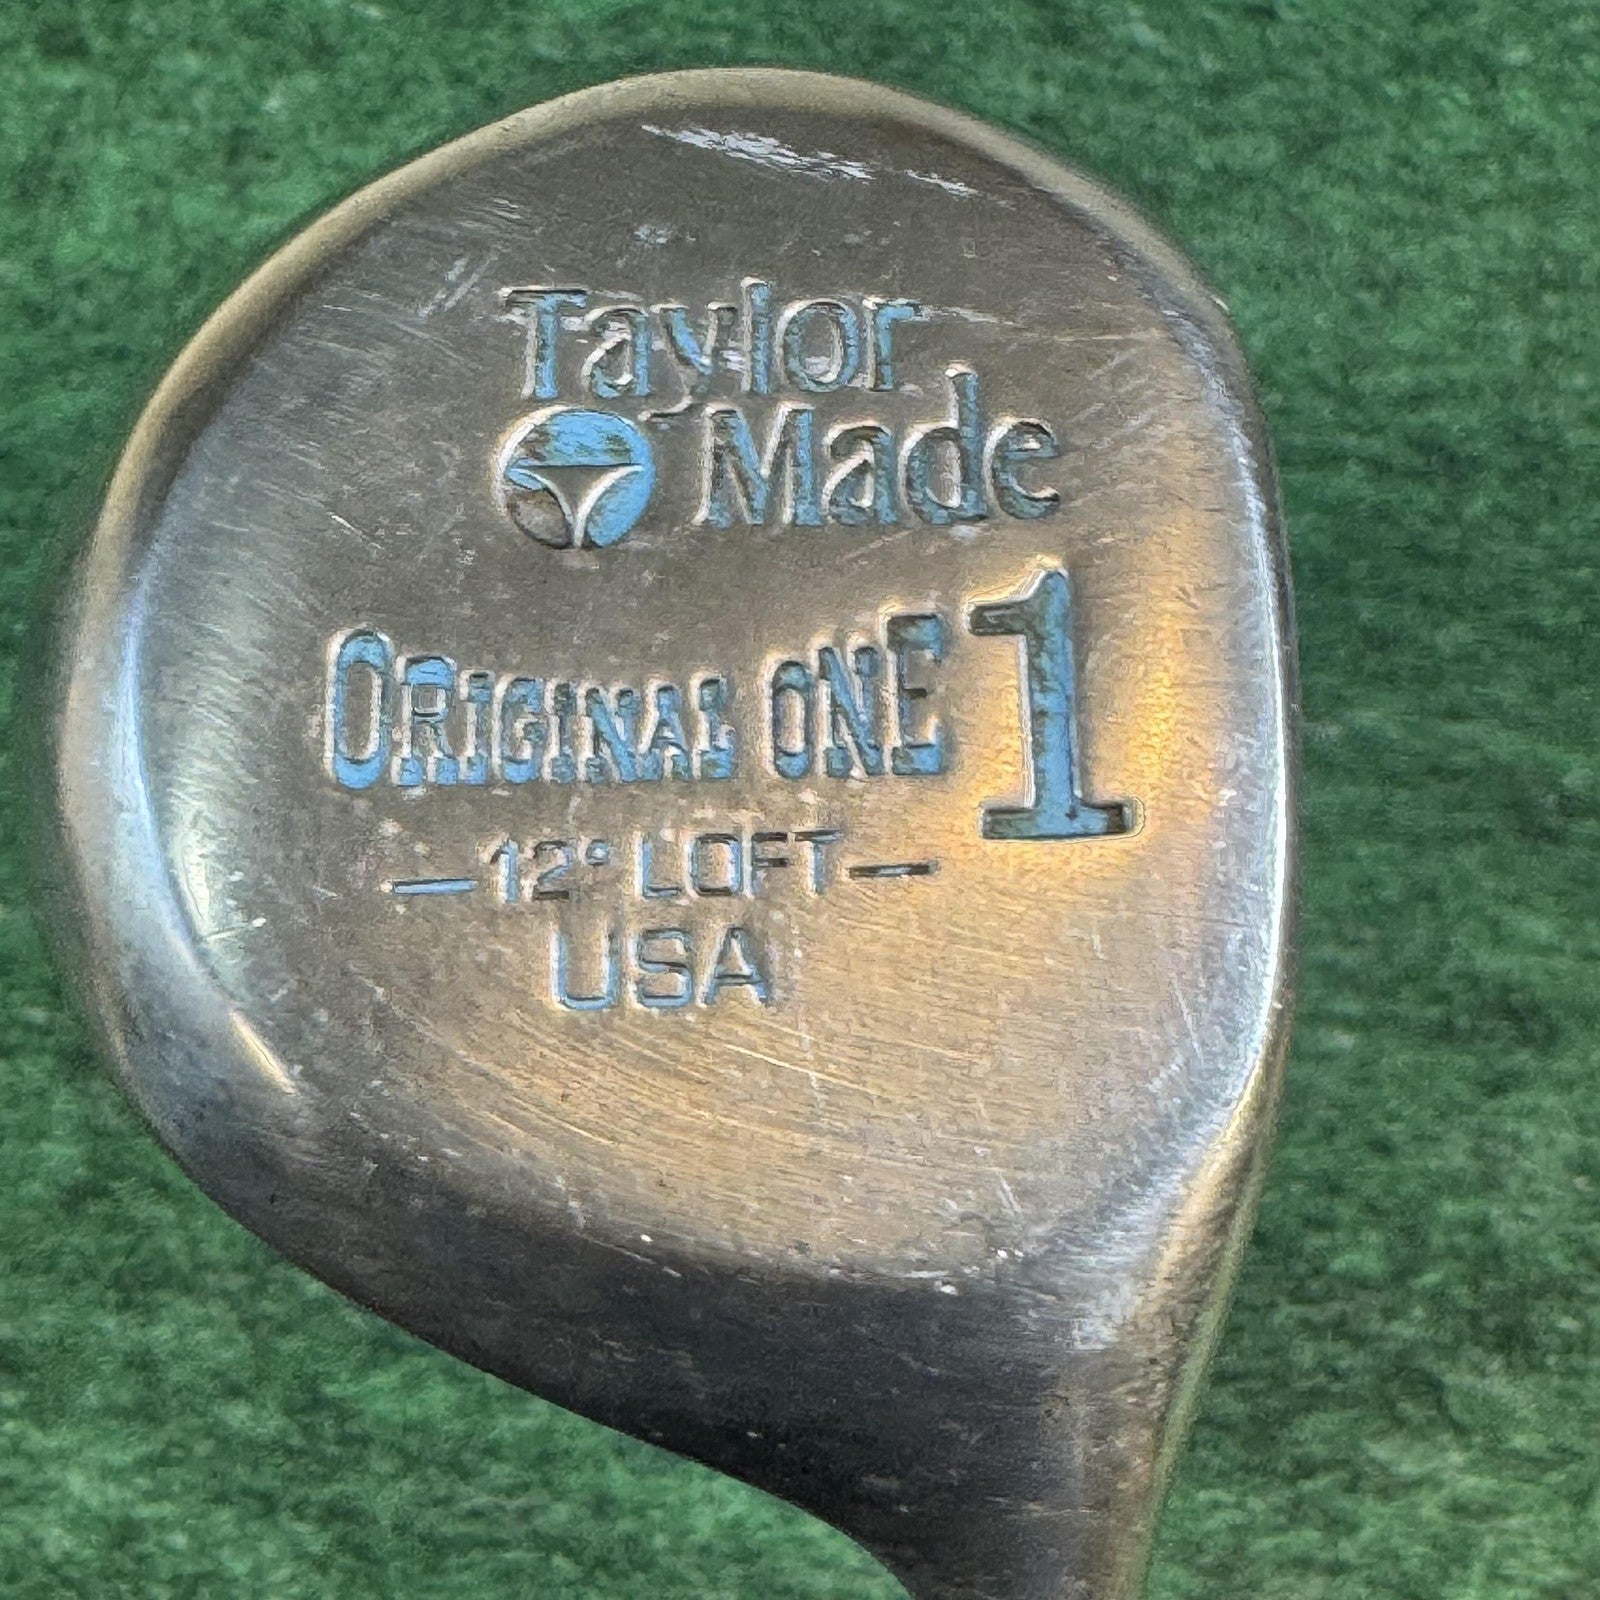 Taylor
Made
ORIGINAL ONE 1
— 12° LOFT —
USA